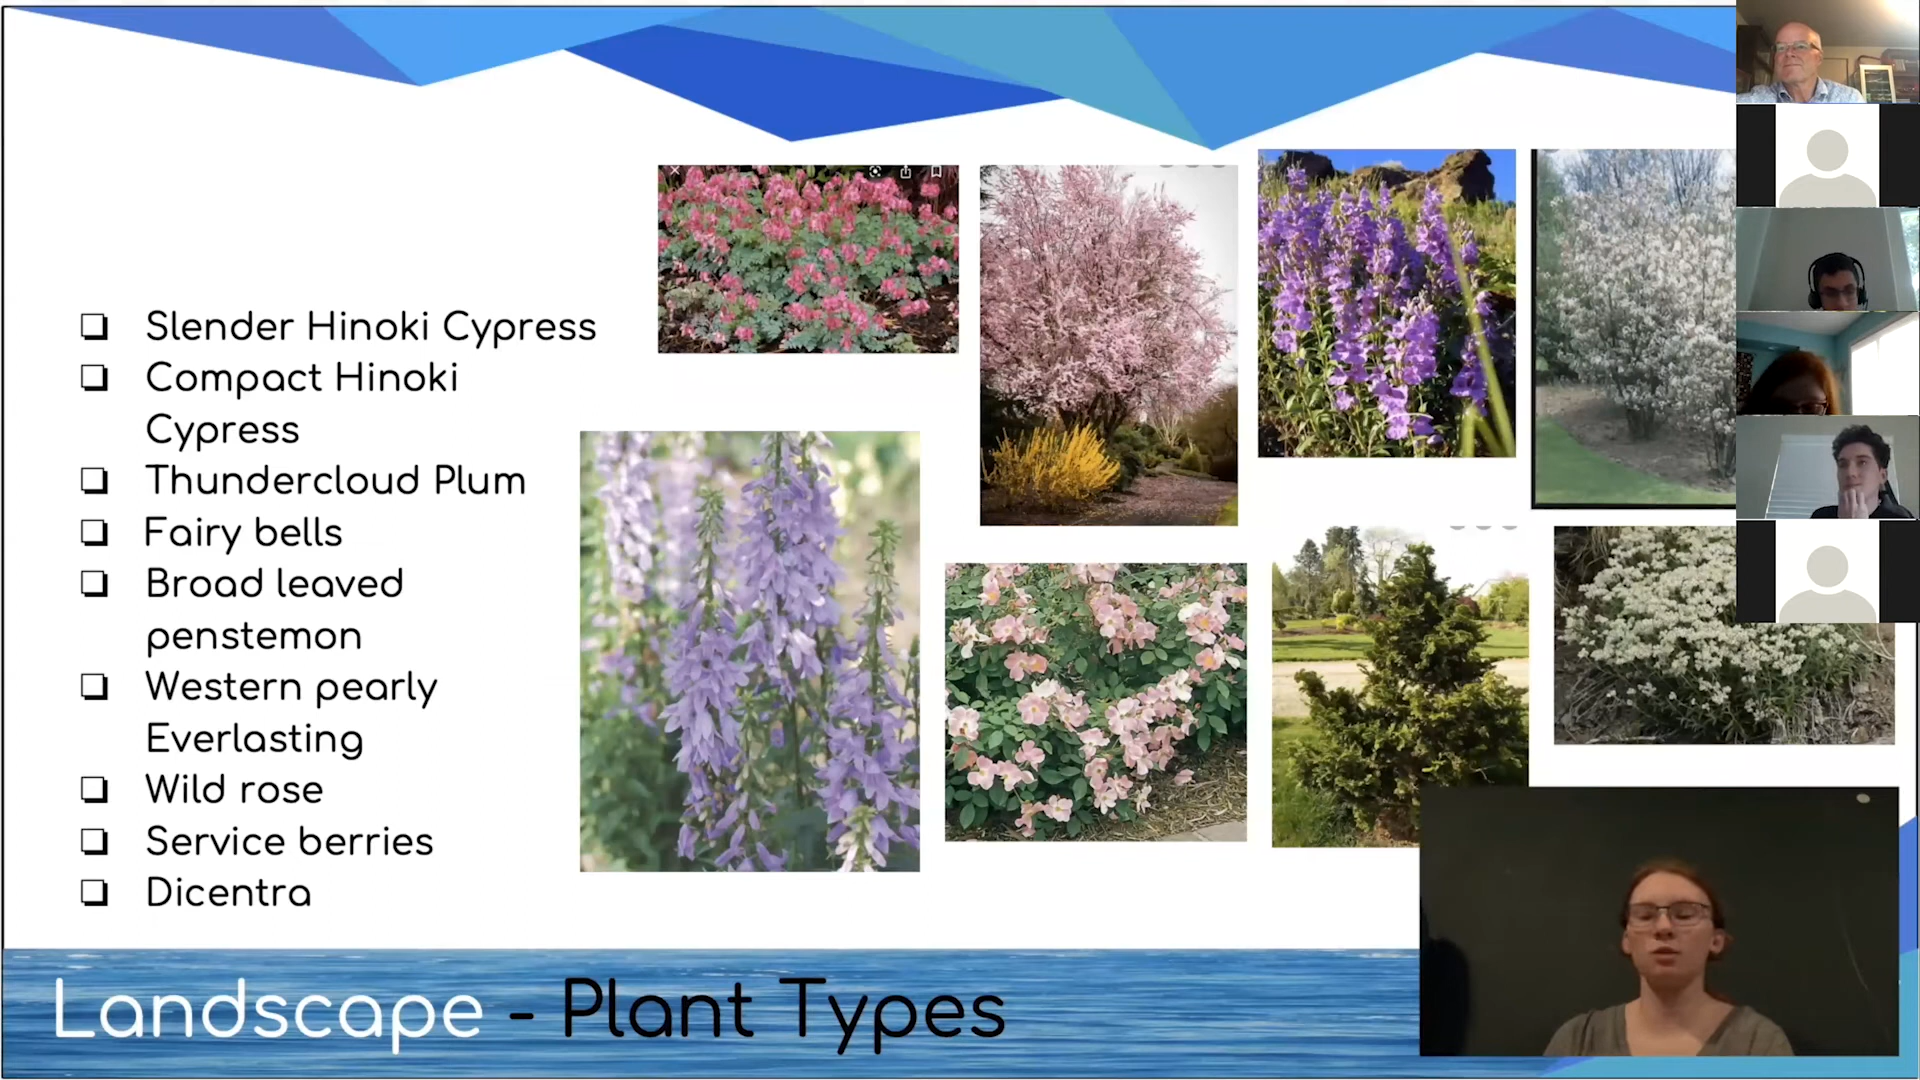 Slender Hinoki Cypress
Compact Hinoki
Cypress
Thundercloud Plum
Fairy bells
Broad leaved
penstemon
Western pearly
Everlasting
Wild rose
Service berries
Dicentra
Landscape - Plant Types